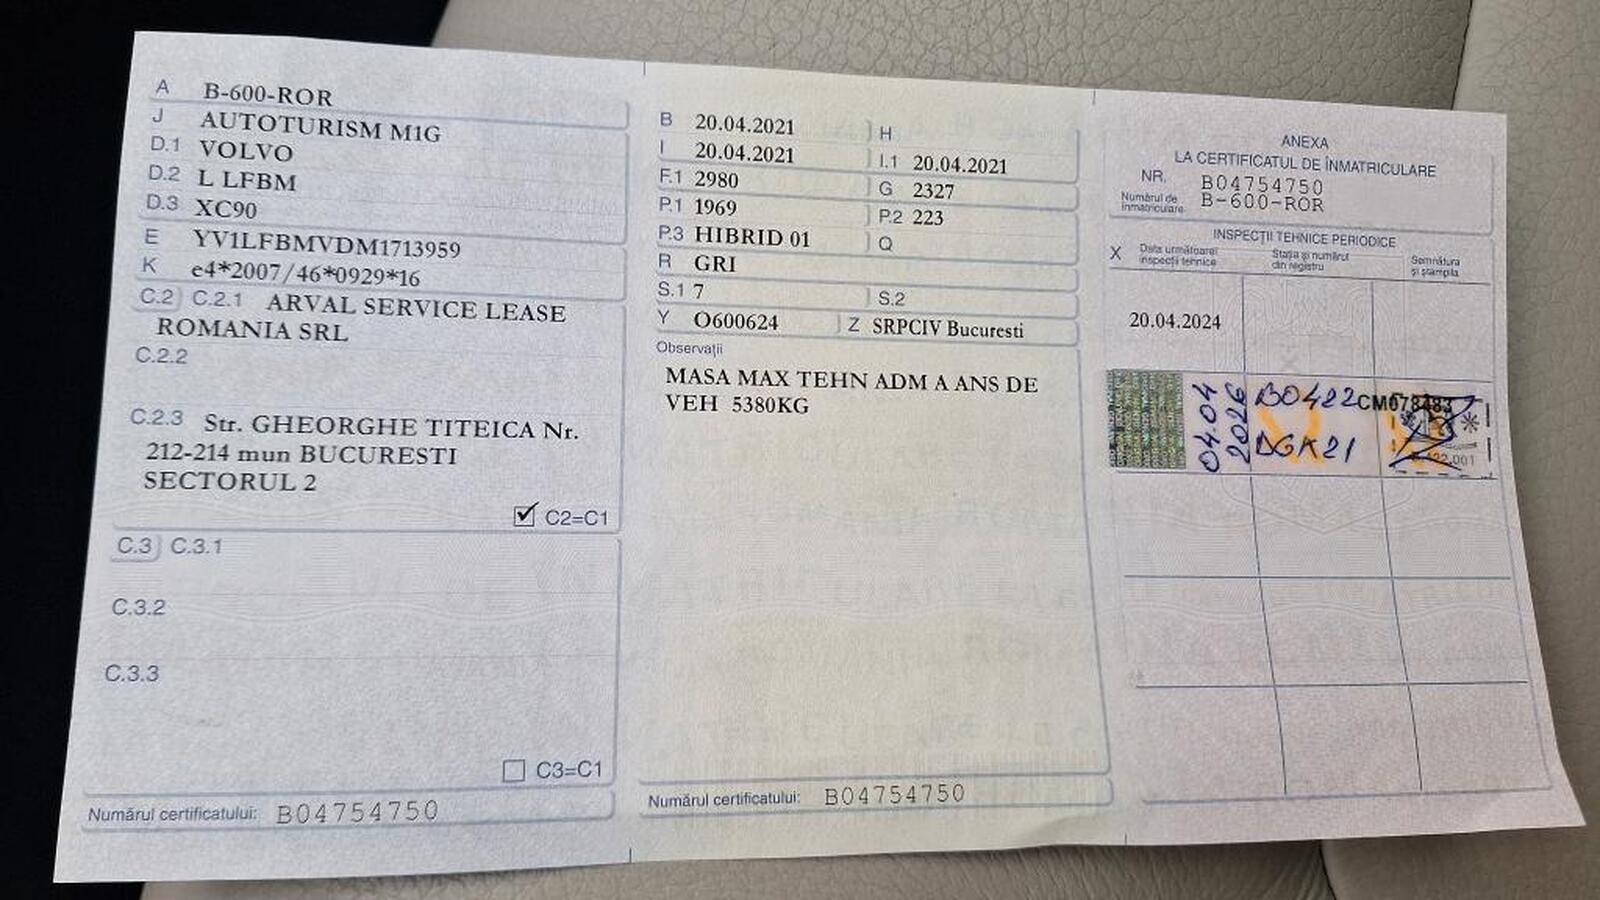 A B-600-ROR
J AUTOTURISM M1G
D.1 VOLVO
D.2 L LFBM
D.3 XC90
E YV1LFBMVDM1713959
K e4*2007/46*0929*16
C.2 C.2.1 ARVAL SERVICE LEASE
ROMANIA SRL
C.2.2
C.2.3 Str. GHEORGHE TITEICA Nr.
212-214 mun BUCURESTI
SECTORUL 2
C2=C1
C.3 C.3.1
C.3.2
C.3.3
C3=C1
Numărul certificatului: B04754750
B 20.04.2021 H
I 20.04.2021 I.1 20.04.2021
F.1 2980 G 2327
P.1 1969 P.2 223
P.3 HIBRID 01 Q
R GRI
S.1 7 S.2
Y O600624 Z SRPCIV Bucuresti
Observații
MASA MAX TEHN ADM A ANS DE
VEH 5380KG
Numărul certificatului: B04754750
ANEXA
LA CERTIFICATUL DE ÎNMATRICULARE
NR. B04754750
Numărul de înmatriculare B-600-ROR
INSPECȚII TEHNICE PERIODICE
X Data următoarei inspecții tehnice Stația și numărul din registru Semnătura și ștampila
20.04.2024
04.04
2026
B0422
DGK21